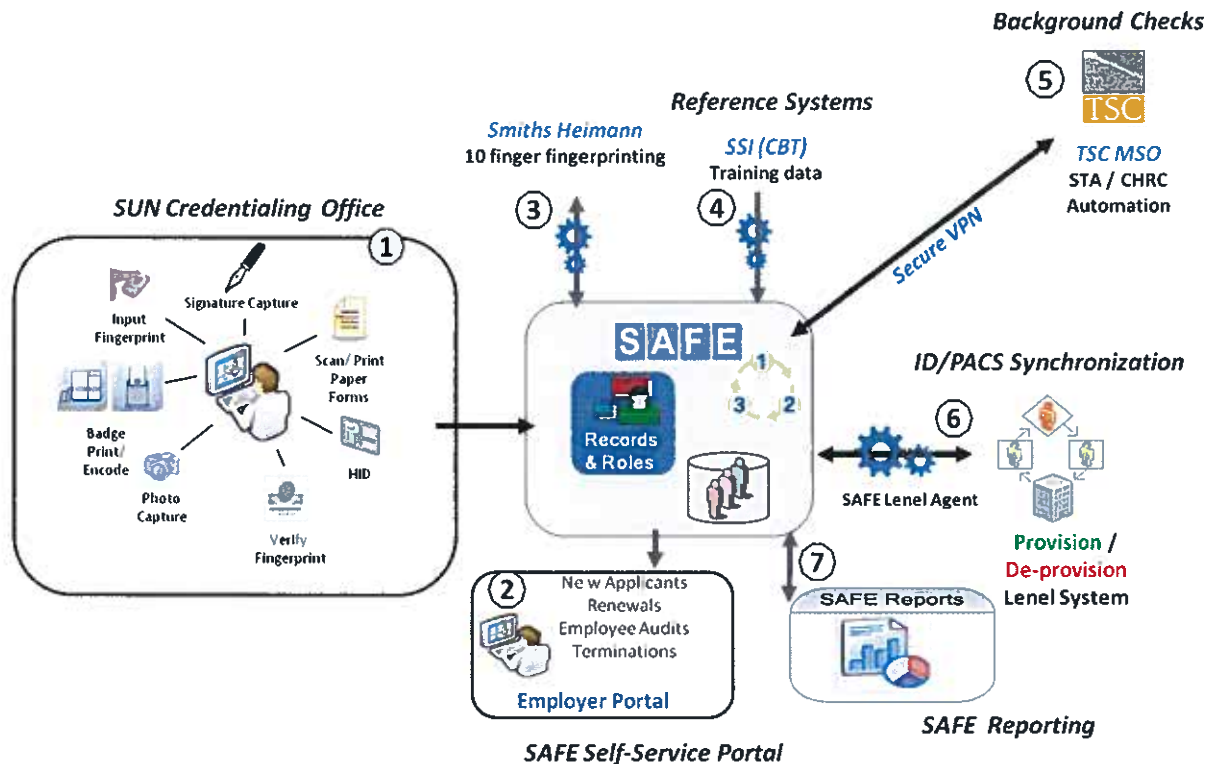 Background Checks
5
TSC
TSC MSO
STA / CHRC
Automation
Reference Systems
Smiths Heimann
10 finger fingerprinting
3
SSI (CBT)
Training data
4
Secure VPN
SUN Credentialing Office
1
Signature Capture
Input
Fingerprint
Scan/ Print
Paper
Forms
Badge
Print/
Encode
HID
Photo
Capture
Verify
Fingerprint
SAFE
1
3
2
Records
& Roles
ID/PACS Synchronization
6
SAFE Lenel Agent
Provision /
De-provision
Lenel System
2
New Applicants
Renewals
Employee Audits
Terminations
Employer Portal
SAFE Self-Service Portal
7
SAFE Reports
SAFE Reporting